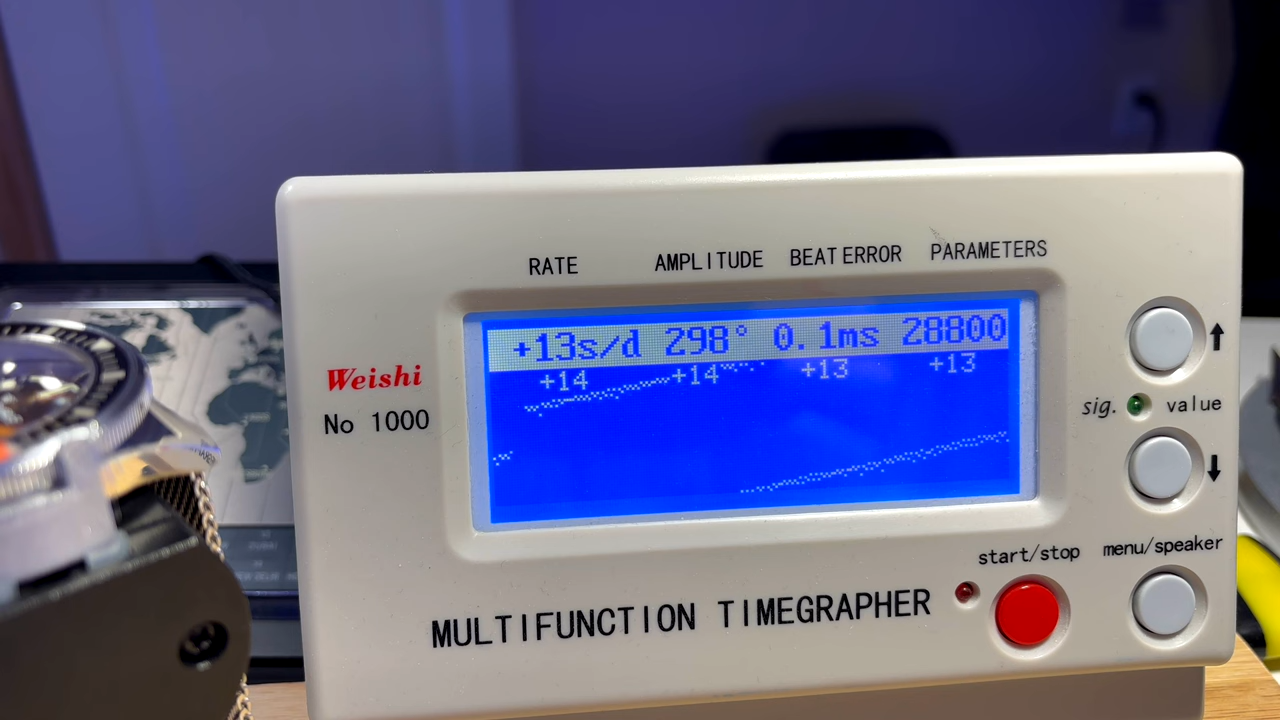 RATE AMPLITUDE BEAT ERROR PARAMETERS
+13s/d 298° 0.1ms 28800
+14 +14 +13 +13
Weishi
No 1000
sig. value
start/stop menu/speaker
MULTIFUNCTION TIMEGRAPHER